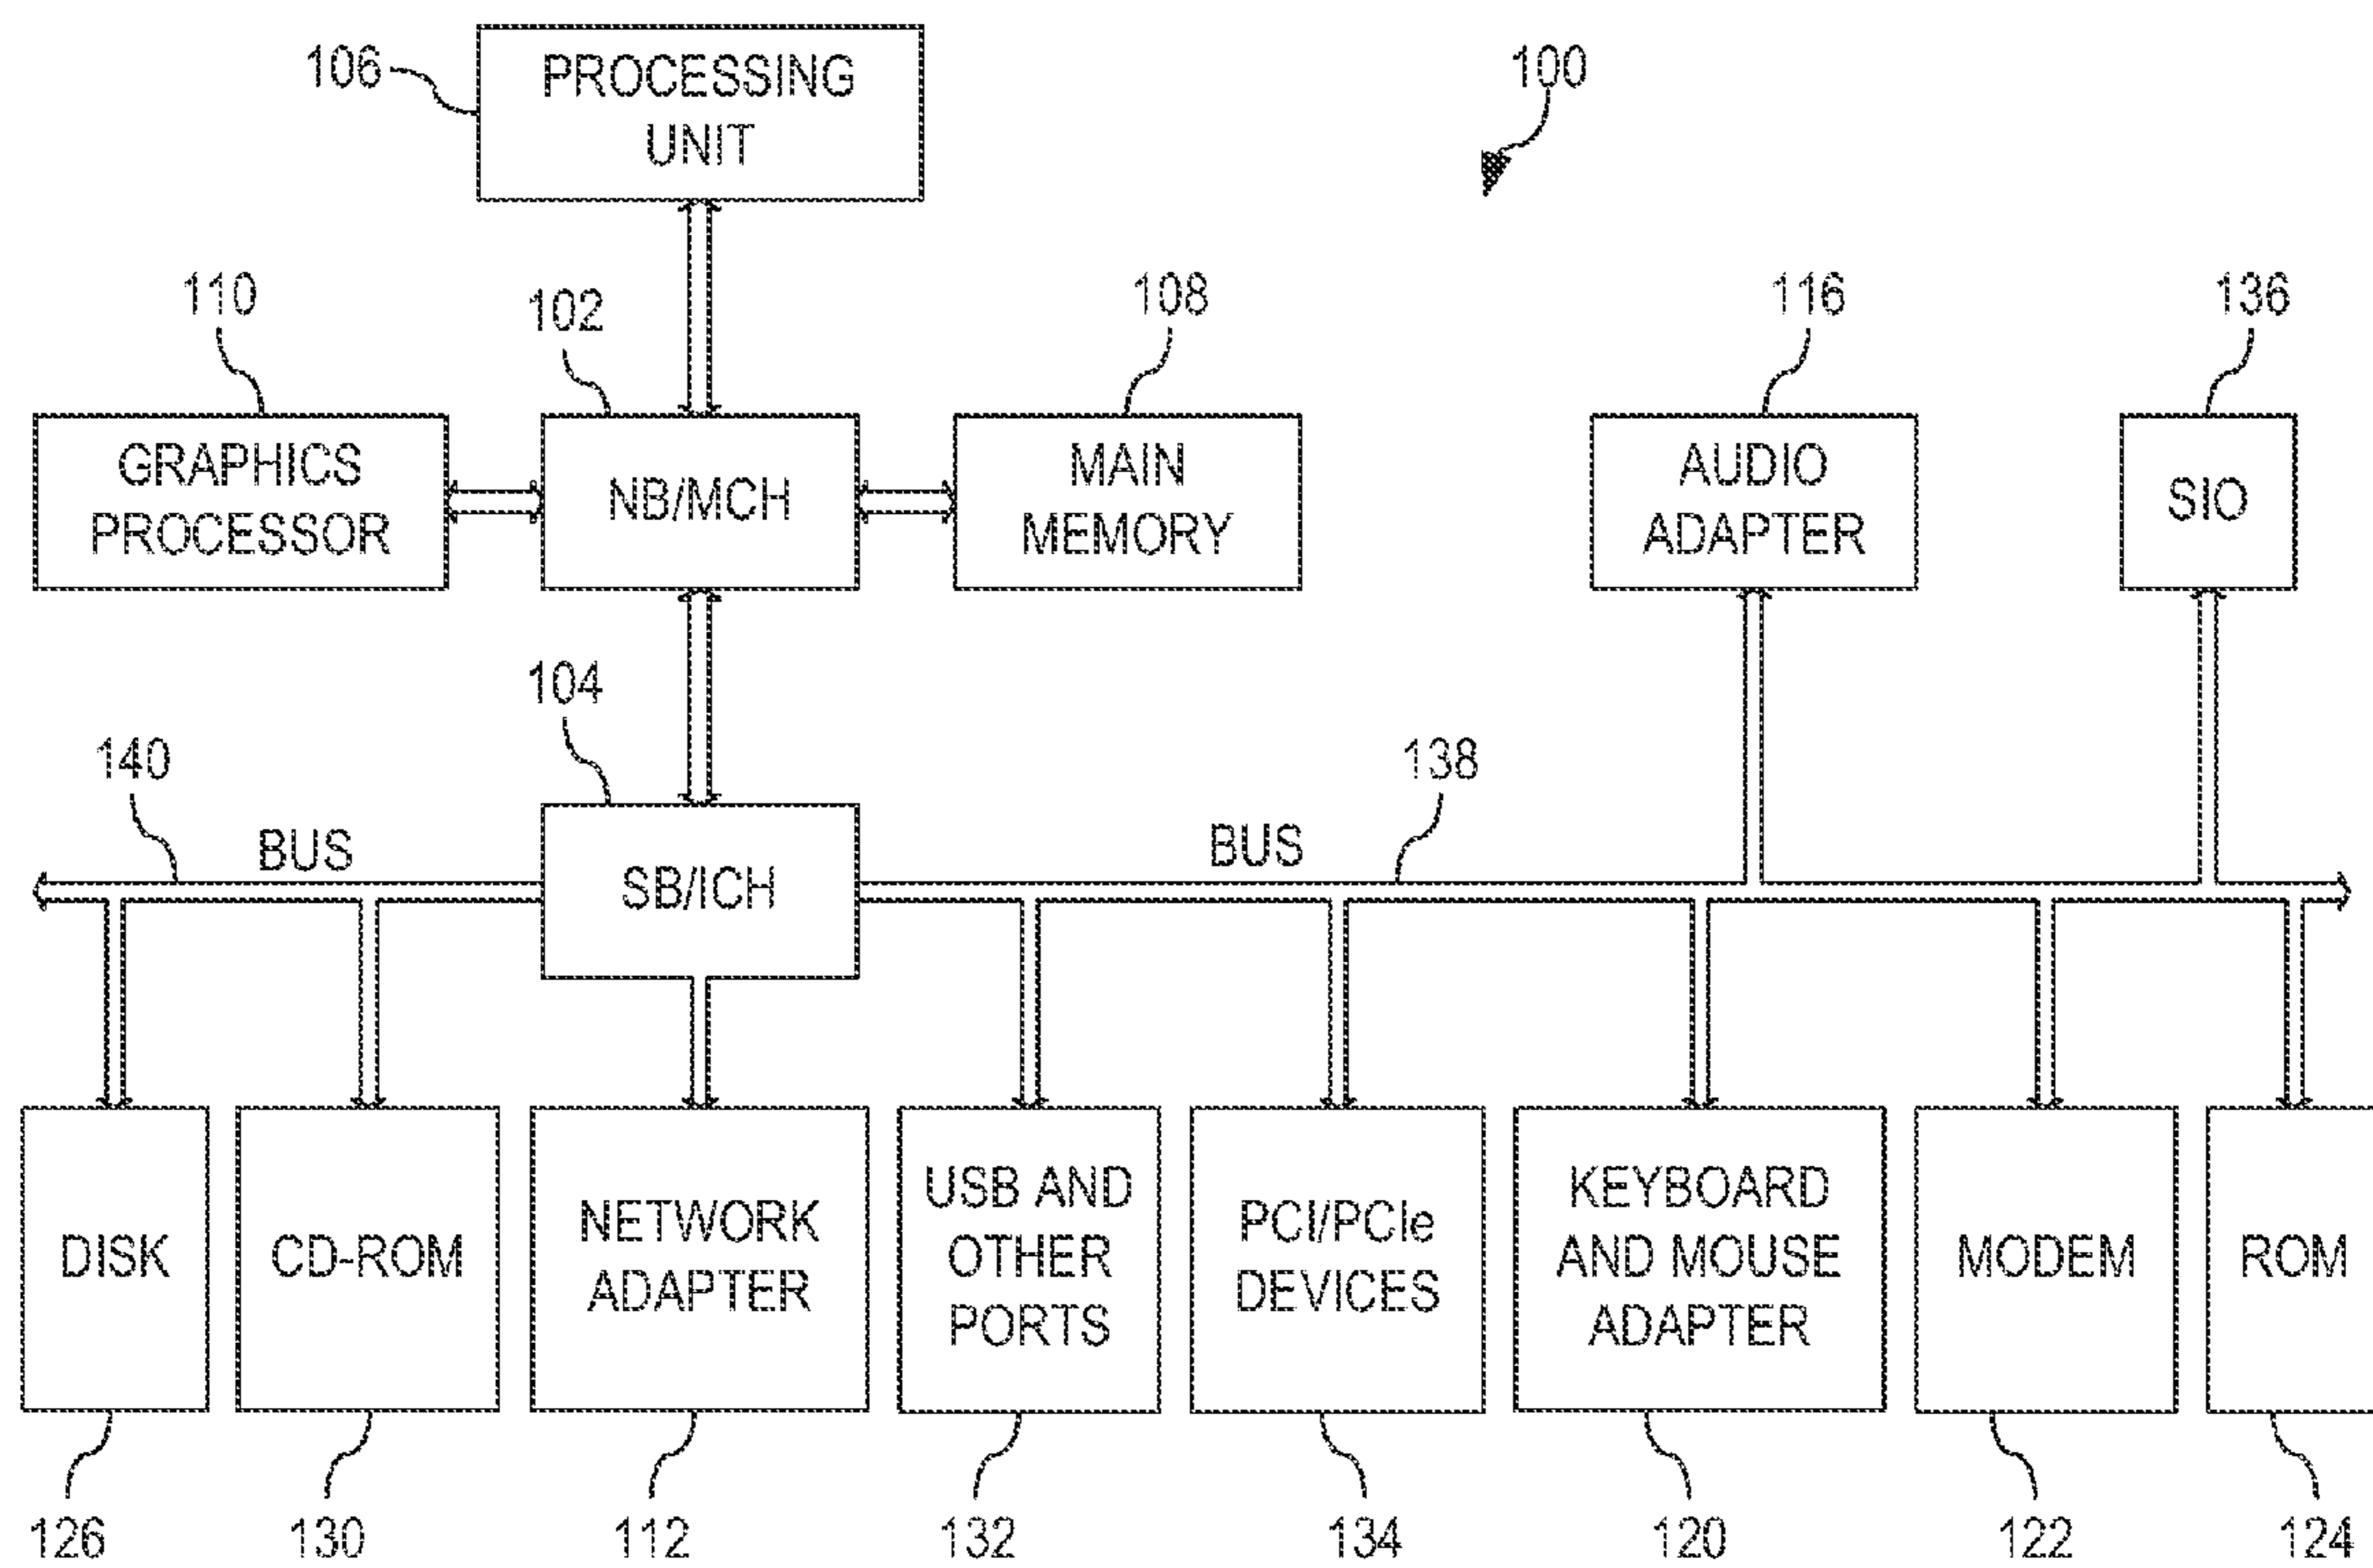 106
PROCESSING
UNIT
100
110
102
108
116
136
GRAPHICS
PROCESSOR
NB/MCH
MAIN
MEMORY
AUDIO
ADAPTER
SIO
104
140
138
BUS
BUS
SB/ICH
DISK
CD-ROM
NETWORK
ADAPTER
USB AND
OTHER
PORTS
PCI/PCIe
DEVICES
KEYBOARD
AND MOUSE
ADAPTER
MODEM
ROM
126
130
112
132
134
120
122
124